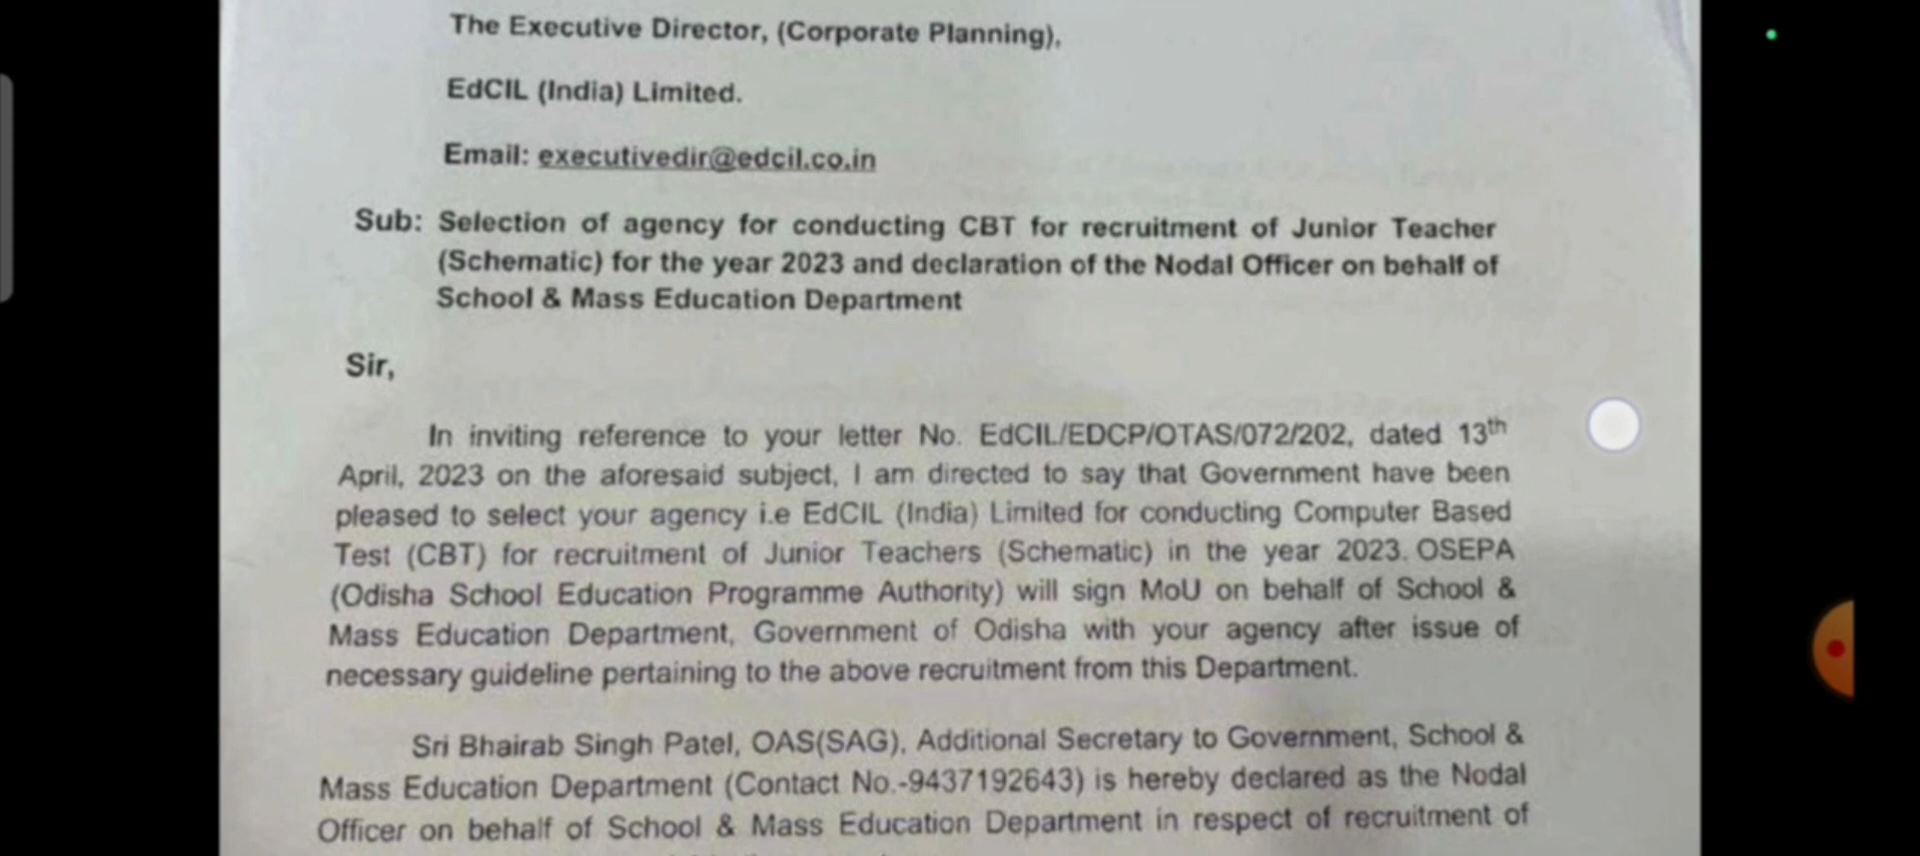 The Executive Director, (Corporate Planning),
EdCIL (India) Limited.
Email: executivedir@edcil.co.in
Sub: Selection of agency for conducting CBT for recruitment of Junior Teacher
(Schematic) for the year 2023 and declaration of the Nodal Officer on behalf of
School & Mass Education Department
Sir,
In inviting reference to your letter No. EdCIL/EDCP/OTAS/072/202, dated 13th
April, 2023 on the aforesaid subject, I am directed to say that Government have been
pleased to select your agency i.e EdCIL (India) Limited for conducting Computer Based
Test (CBT) for recruitment of Junior Teachers (Schematic) in the year 2023. OSEPA
(Odisha School Education Programme Authority) will sign MoU on behalf of School &
Mass Education Department, Government of Odisha with your agency after issue of
necessary guideline pertaining to the above recruitment from this Department.
Sri Bhairab Singh Patel, OAS(SAG), Additional Secretary to Government, School &
Mass Education Department (Contact No.-9437192643) is hereby declared as the Nodal
Officer on behalf of School & Mass Education Department in respect of recruitment of